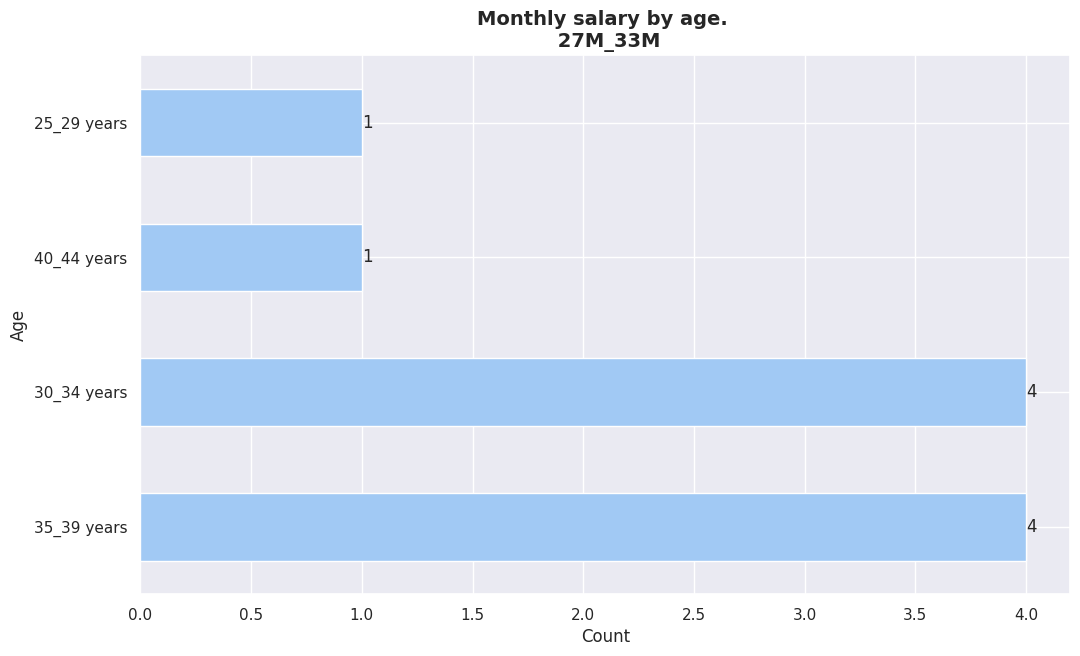 Monthly salary by age.
27M_33M
25_29 years
1
40_44 years
1
Age
30_34 years
4
35_39 years
4
0.0 0.5 1.0 1.5 2.0 2.5 3.0 3.5 4.0
Count